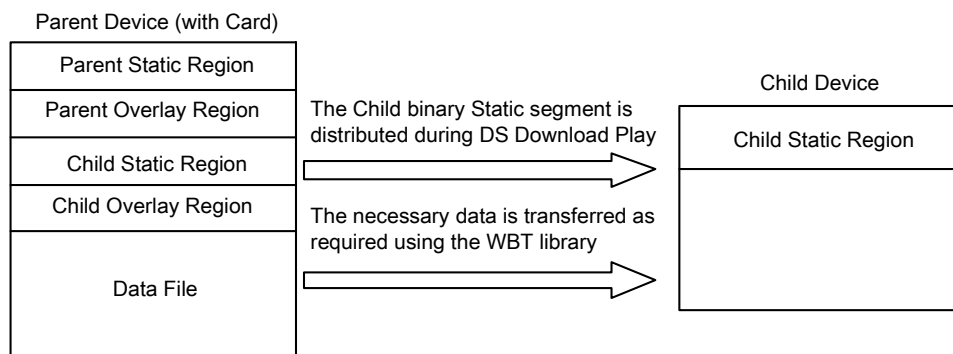 Parent Device (with Card)
Parent Static Region
Parent Overlay Region
Child Static Region
Child Overlay Region
Data File
The Child binary Static segment is
distributed during DS Download Play
The necessary data is transferred as
required using the WBT library
Child Device
Child Static Region